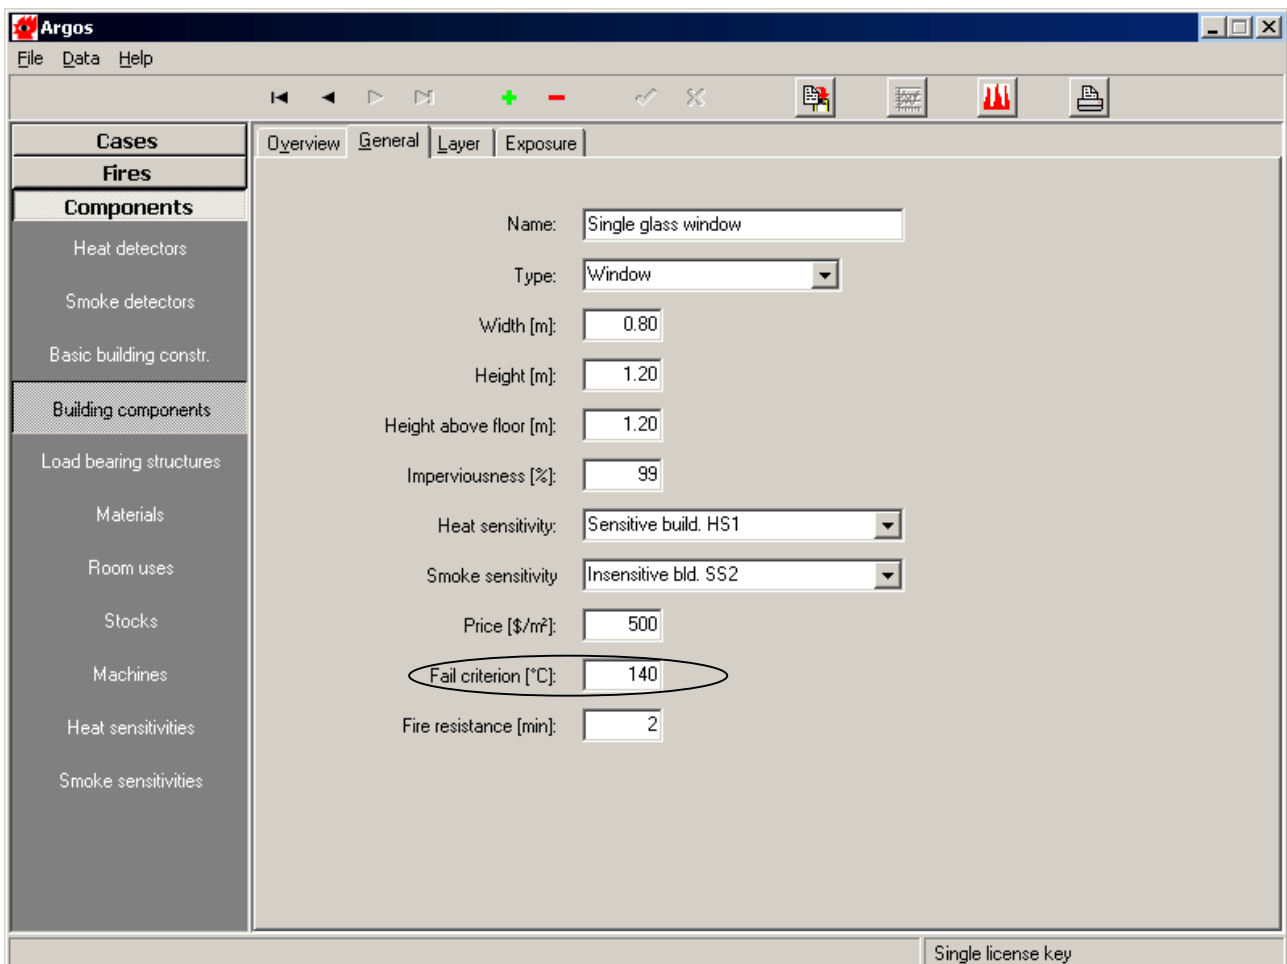 Argos
File Data Help
Cases
Fires
Components
Heat detectors
Smoke detectors
Basic building constr.
Building components
Load bearing structures
Materials
Room uses
Stocks
Machines
Heat sensitivities
Smoke sensitivities
Overview General Layer Exposure
Name: Single glass window
Type: Window
Width [m]: 0.80
Height [m]: 1.20
Height above floor [m]: 1.20
Imperviousness [%]: 99
Heat sensitivity: Sensitive build. HS1
Smoke sensitivity Insensitive bld. SS2
Price [$/m²]: 500
Fail criterion [°C]: 140
Fire resistance [min]: 2
Single license key